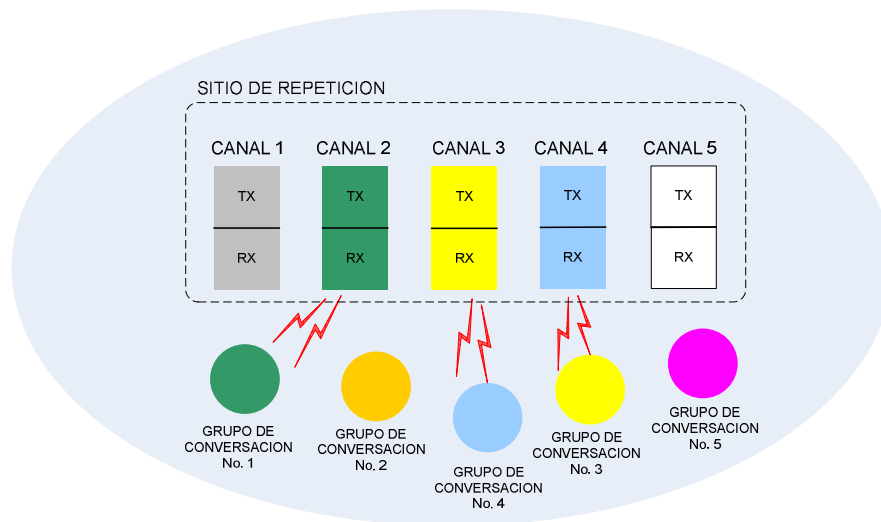 SITIO DE REPETICION
CANAL 1
CANAL 2
CANAL 3
CANAL 4
CANAL 5
TX
TX
TX
TX
TX
RX
RX
RX
RX
RX
GRUPO DE
CONVERSACION
No. 1
GRUPO DE
CONVERSACION
No. 2
GRUPO DE
CONVERSACION
No. 4
GRUPO DE
CONVERSACION
No. 3
GRUPO DE
CONVERSACION
No. 5